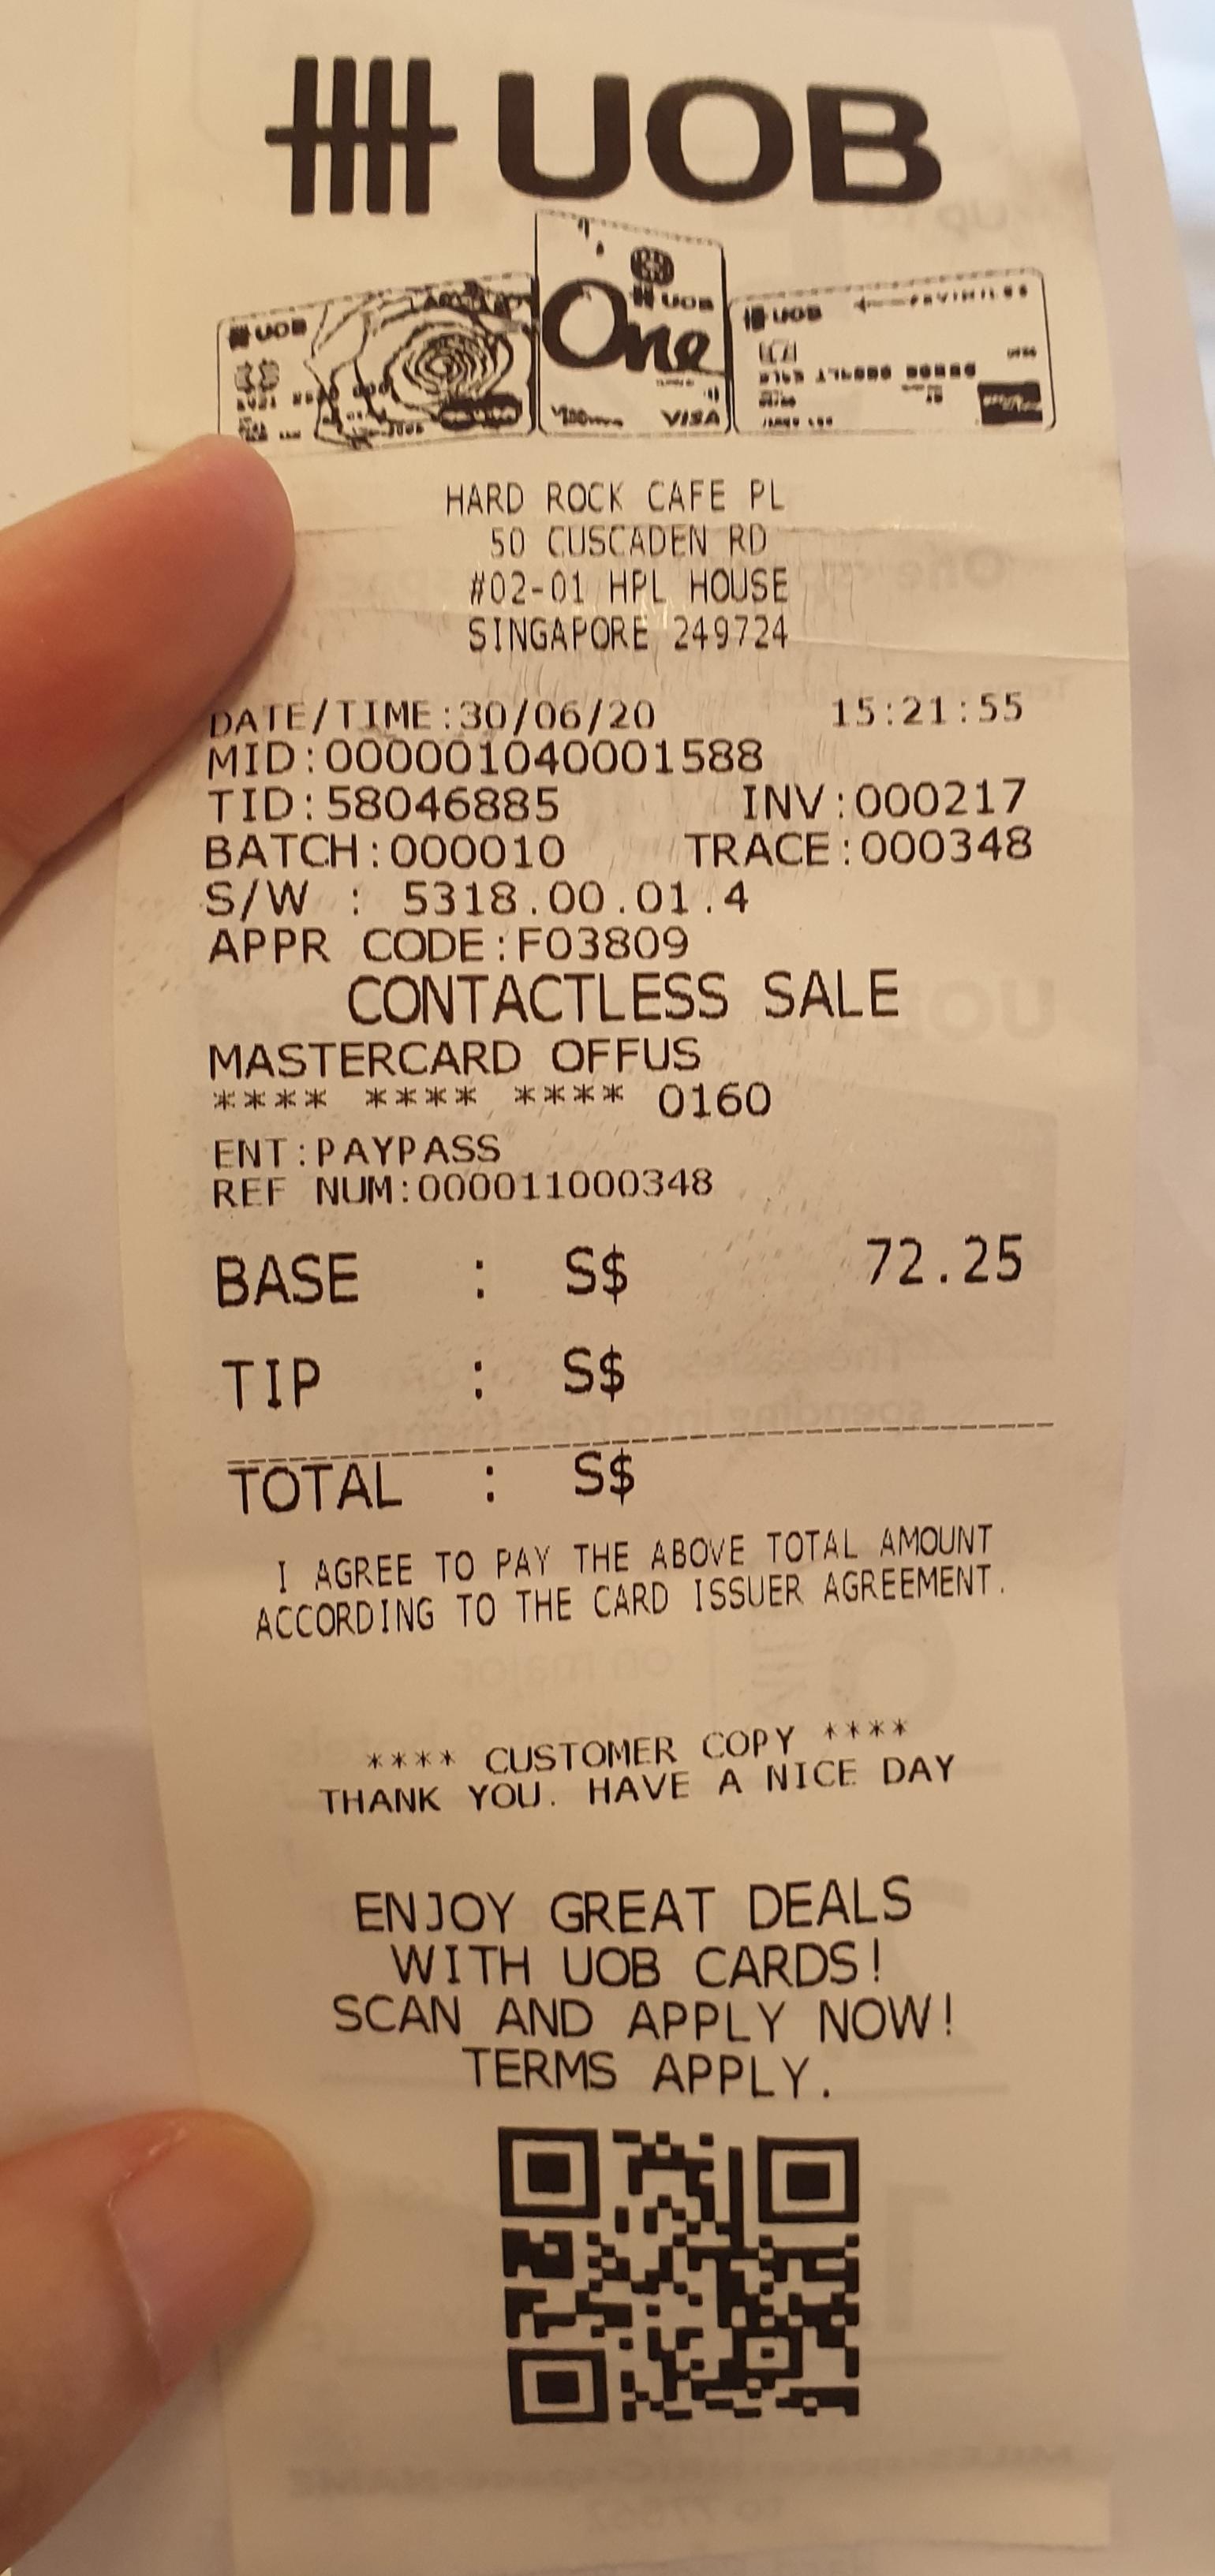 UOB
UOB
One
UOB
VISA
UOB
HARD ROCK CAFE PL
50 CUSCADEN RD
#02-01 HPL HOUSE
SINGAPORE 249724
DATE/TIME:30/06/20 15:21:55
MID:000001040001588
TID:58046885 INV:000217
BATCH:000010 TRACE:000348
S/W : 5318.00.01.4
APPR CODE:F03809
CONTACTLESS SALE
MASTERCARD OFFUS
**** **** **** 0160
ENT:PAYPASS
REF NUM:000011000348
BASE : S$ 72.25
TIP : S$
TOTAL : S$
I AGREE TO PAY THE ABOVE TOTAL AMOUNT
ACCORDING TO THE CARD ISSUER AGREEMENT.
**** CUSTOMER COPY ****
THANK YOU. HAVE A NICE DAY
ENJOY GREAT DEALS
WITH UOB CARDS!
SCAN AND APPLY NOW!
TERMS APPLY.